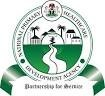 NATIONAL PRIMARY HEALTHCARE
DEVELOPMENT AGENCY
Partnership for Service